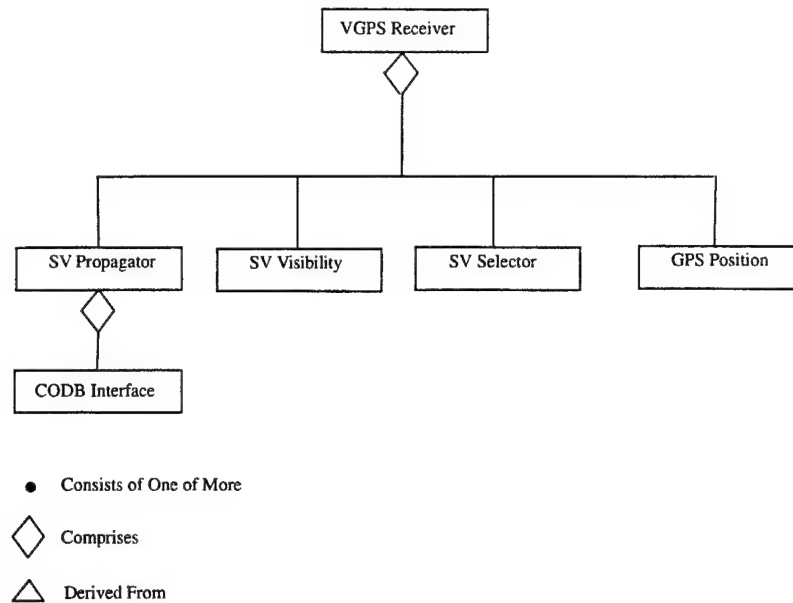 VGPS Receiver
SV Propagator
SV Visibility
SV Selector
GPS Position
CODB Interface
Consists of One of More
Comprises
Derived From